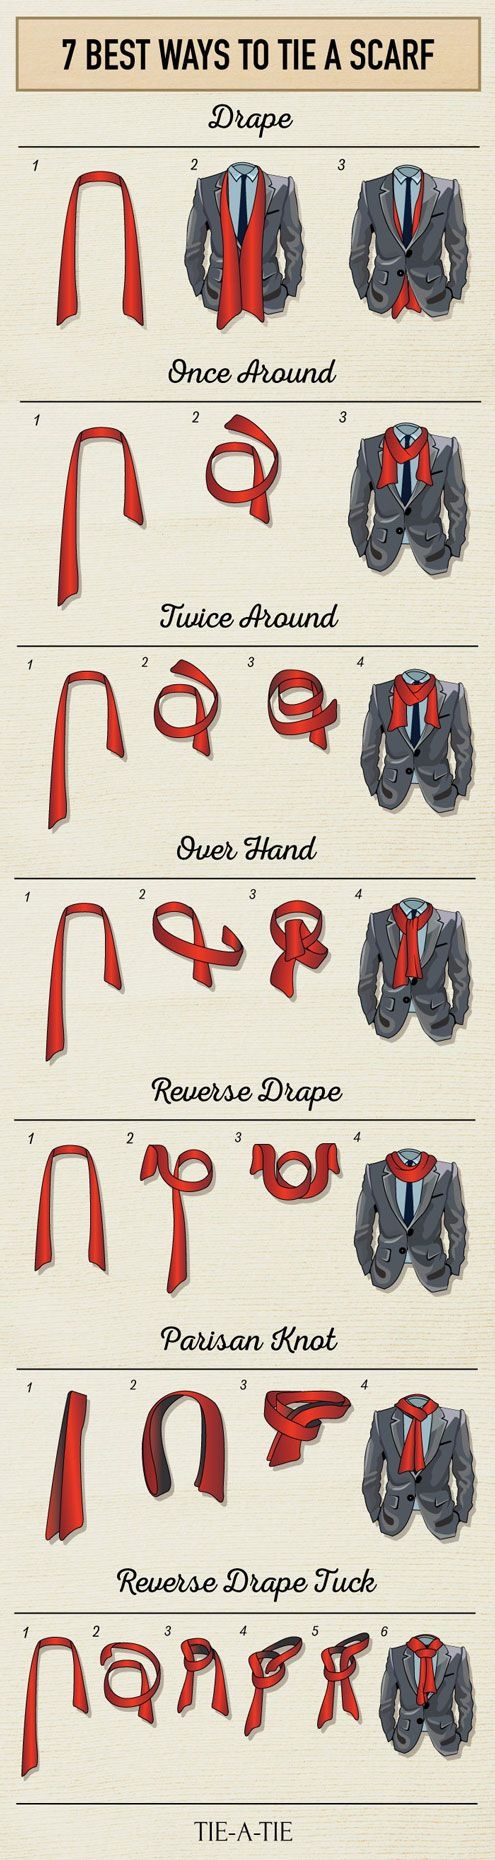 7 BEST WAYS TO TIE A SCARF
Drape
1 2 3
Once Around
1 2 3
Twice Around
1 2 3 4
Over Hand
1 2 3 4
Reverse Drape
1 2 3 4
Parisan Knot
1 2 3 4
Reverse Drape Tuck
1 2 3 4 5 6
TIE-A-TIE